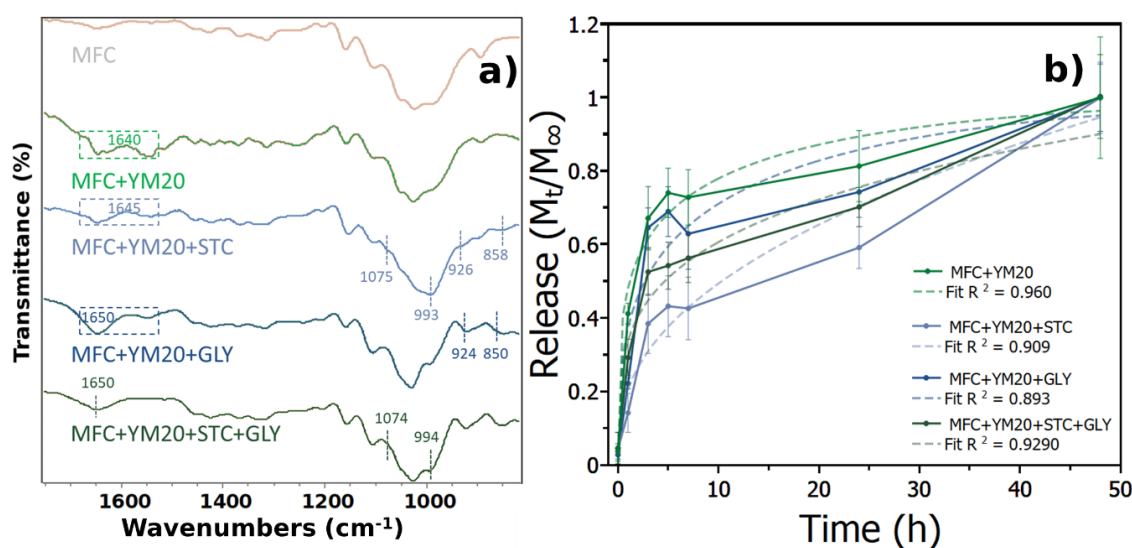 a)
MFC
1640
MFC+YM20
1645
MFC+YM20+STC
1075
993
926
858
1650
MFC+YM20+GLY
924
850
1650
MFC+YM20+STC+GLY
1074
994
Transmittance (%)
1600 1400 1200 1000
Wavenumbers (cm⁻¹)
b)
Release (Mₜ/M∞)
1.2
1
0.8
0.6
0.4
0.2
0
MFC+YM20
Fit R ² = 0.960
MFC+YM20+STC
Fit R ² = 0.909
MFC+YM20+GLY
Fit R ² = 0.893
MFC+YM20+STC+GLY
Fit R ² = 0.9290
0 10 20 30 40 50
Time (h)